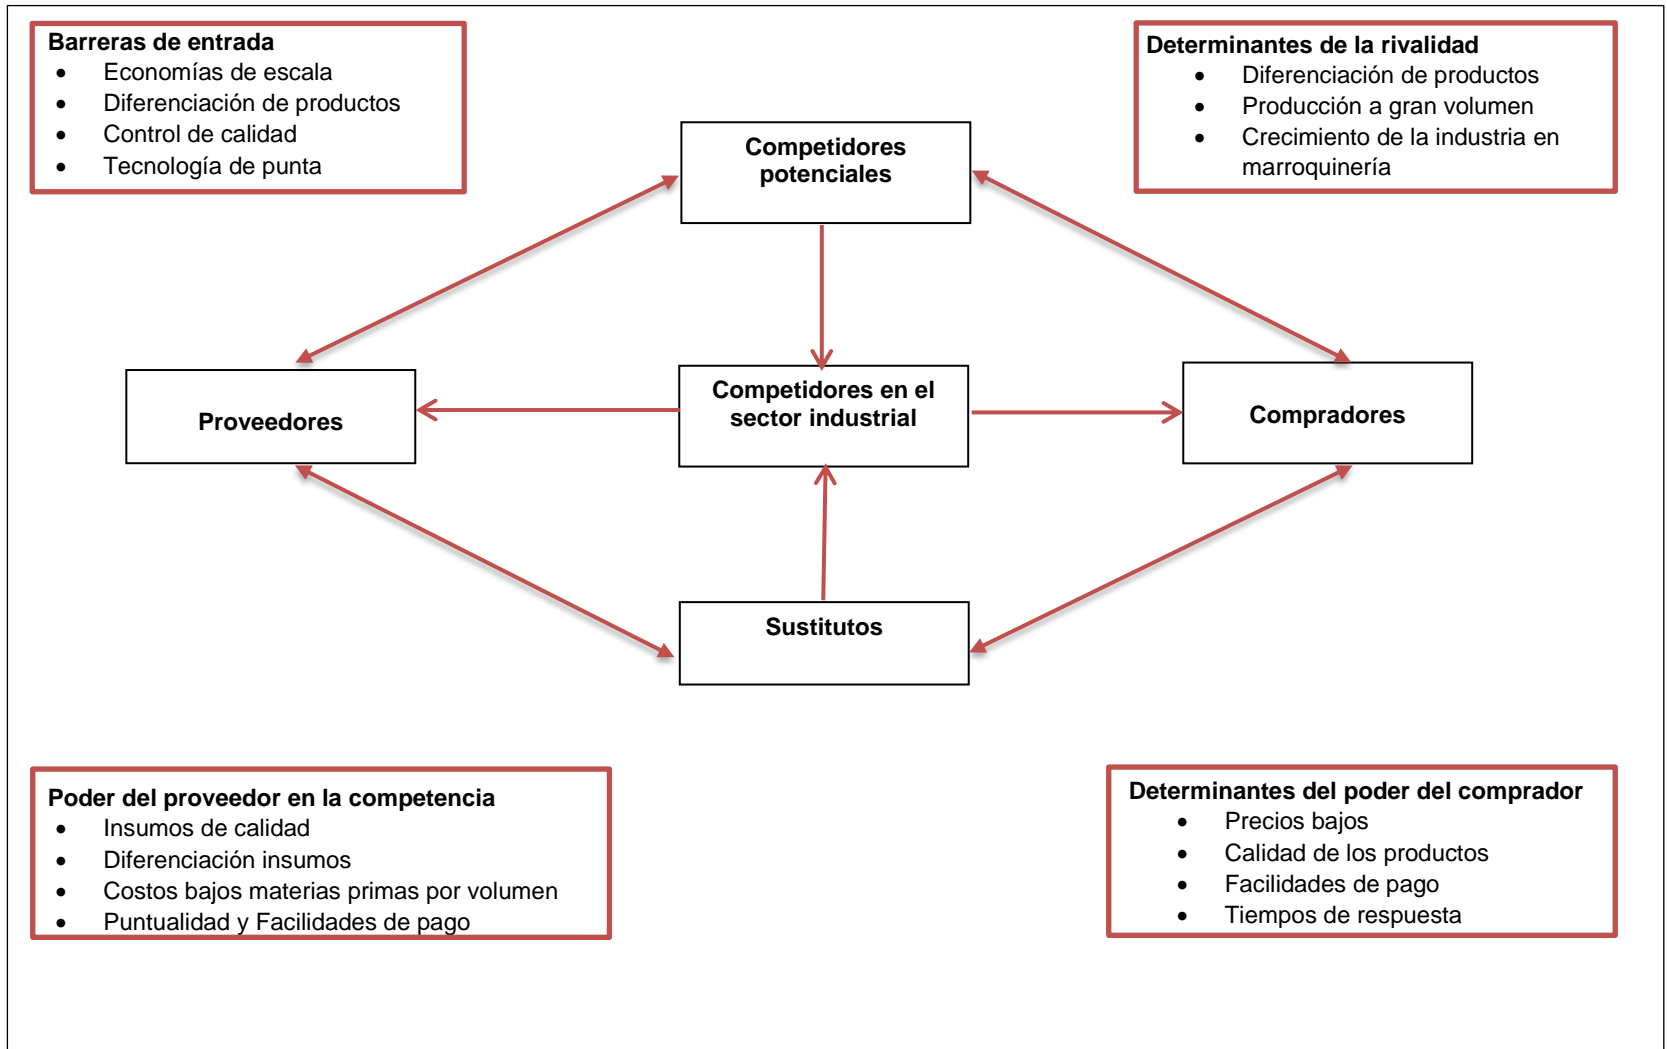 Barreras de entrada
• Economías de escala
• Diferenciación de productos
• Control de calidad
• Tecnología de punta
Determinantes de la rivalidad
• Diferenciación de productos
• Producción a gran volumen
• Crecimiento de la industria en
marroquinería
Competidores
potenciales
Proveedores
Competidores en el
sector industrial
Compradores
Sustitutos
Poder del proveedor en la competencia
• Insumos de calidad
• Diferenciación insumos
• Costos bajos materias primas por volumen
• Puntualidad y Facilidades de pago
Determinantes del poder del comprador
• Precios bajos
• Calidad de los productos
• Facilidades de pago
• Tiempos de respuesta